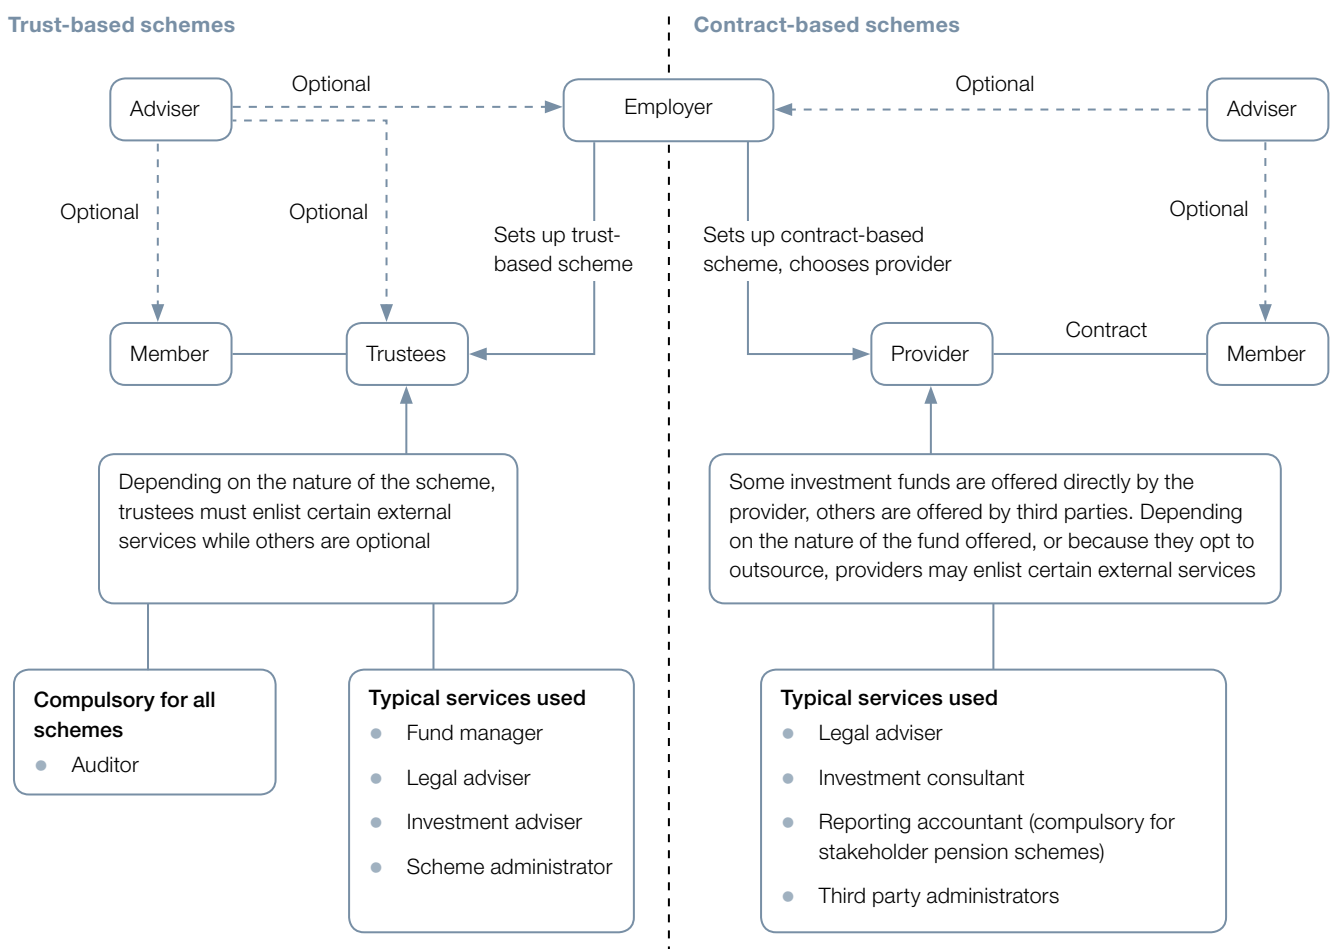 Trust-based schemes
Contract-based schemes
Optional
Optional
Adviser
Employer
Adviser
Optional
Optional
Optional
Sets up trust-
based scheme
Sets up contract-based
scheme, chooses provider
Member
Trustees
Provider
Contract
Member
Depending on the nature of the scheme,
trustees must enlist certain external
services while others are optional
Some investment funds are offered directly by the
provider, others are offered by third parties. Depending
on the nature of the fund offered, or because they opt to
outsource, providers may enlist certain external services
Compulsory for all
schemes
Auditor
Typical services used
Fund manager
Legal adviser
Investment adviser
Scheme administrator
Typical services used
Legal adviser
Investment consultant
Reporting accountant (compulsory for
stakeholder pension schemes)
Third party administrators